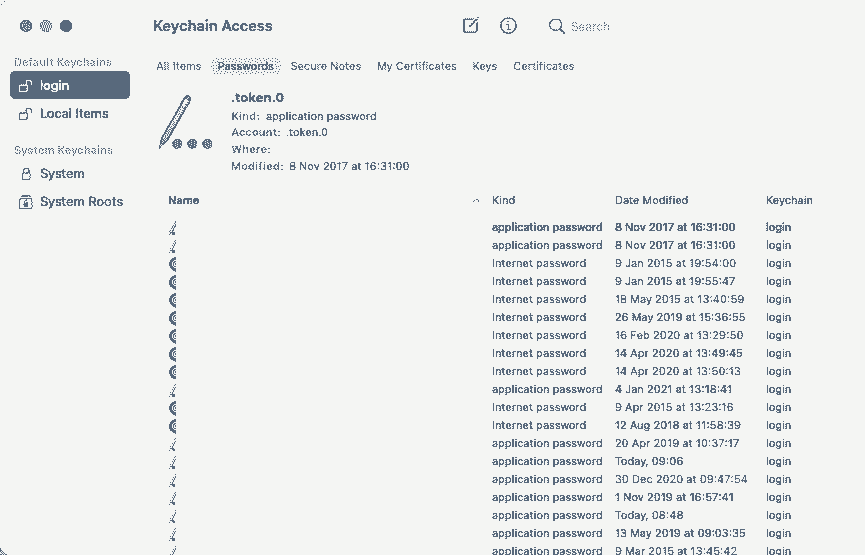 Keychain Access
Search
Default Keychains
login
Local Items
System Keychains
System
System Roots
All Items Passwords Secure Notes My Certificates Keys Certificates
.token.0
Kind: application password
Account: .token.0
Where:
Modified: 8 Nov 2017 at 16:31:00
Name Kind Date Modified Keychain
application password 8 Nov 2017 at 16:31:00 login
application password 8 Nov 2017 at 16:31:00 login
Internet password 9 Jan 2015 at 19:54:00 login
Internet password 9 Jan 2015 at 19:55:47 login
Internet password 18 May 2015 at 13:40:59 login
Internet password 26 May 2019 at 15:36:55 login
Internet password 16 Feb 2020 at 13:29:50 login
Internet password 14 Apr 2020 at 13:49:45 login
Internet password 14 Apr 2020 at 13:50:13 login
application password 4 Jan 2021 at 13:18:41 login
Internet password 9 Apr 2015 at 13:23:16 login
Internet password 12 Aug 2018 at 11:58:39 login
application password 20 Apr 2019 at 10:37:17 login
application password Today, 09:06 login
application password 30 Dec 2020 at 09:47:54 login
application password 1 Nov 2019 at 16:57:41 login
application password Today, 08:48 login
application password 13 May 2019 at 09:03:35 login
application password 9 Mar 2015 at 13:45:42 login